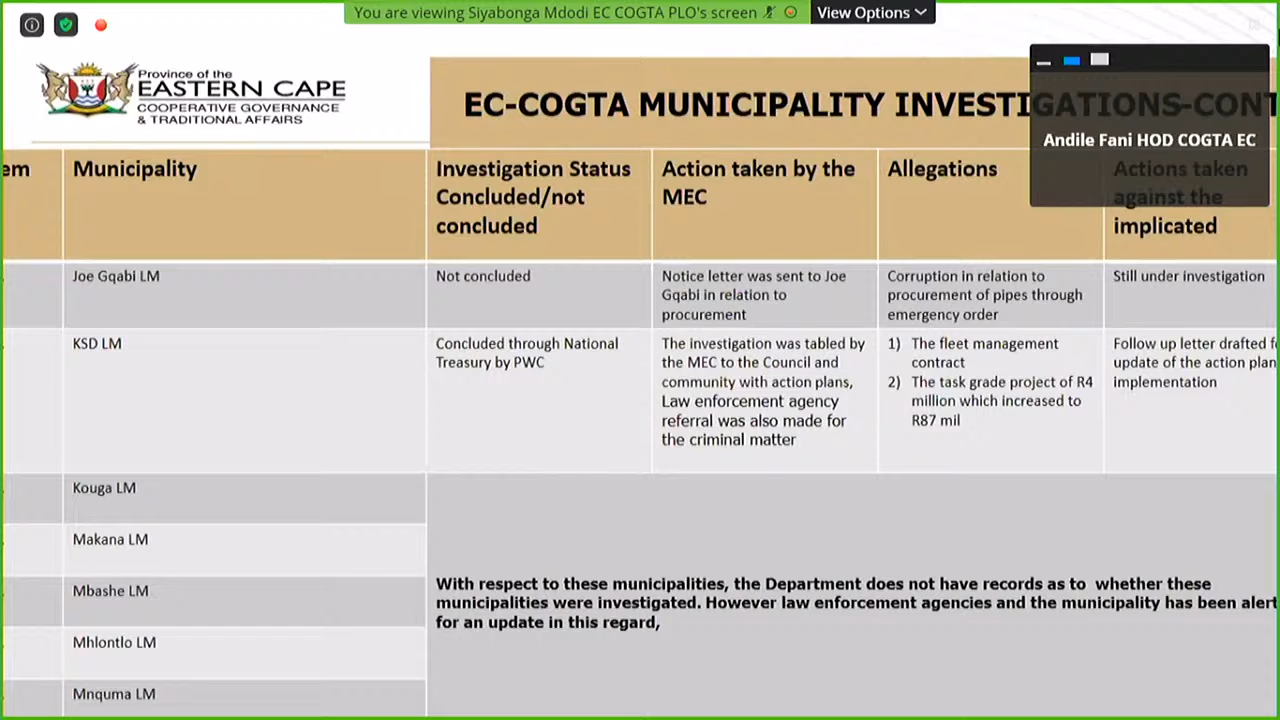 You are viewing Siyabonga Mdodi EC COGTA PLO's screen
View Options
Province of the
EASTERN CAPE
COOPERATIVE GOVERNANCE
& TRADITIONAL AFFAIRS
EC-COGTA MUNICIPALITY INVESTIGATIONS-CONT
Andile Fani HOD COGTA EC
em
Municipality
Investigation Status
Concluded/not
concluded
Action taken by the
MEC
Allegations
Actions taken
against the
implicated
Joe Gqabi LM
Not concluded
Notice letter was sent to Joe
Gqabi in relation to
procurement
Corruption in relation to
procurement of pipes through
emergency order
Still under investigation
KSD LM
Concluded through National
Treasury by PWC
The investigation was tabled by
the MEC to the Council and
community with action plans,
Law enforcement agency
referral was also made for
the criminal matter
1) The fleet management
contract
2) The task grade project of R4
million which increased to
R87 mil
Follow up letter drafted f
update of the action plan
implementation
Kouga LM
Makana LM
Mbashe LM
Mhlontlo LM
Mnquma LM
With respect to these municipalities, the Department does not have records as to whether these
municipalities were investigated. However law enforcement agencies and the municipality has been alert
for an update in this regard,